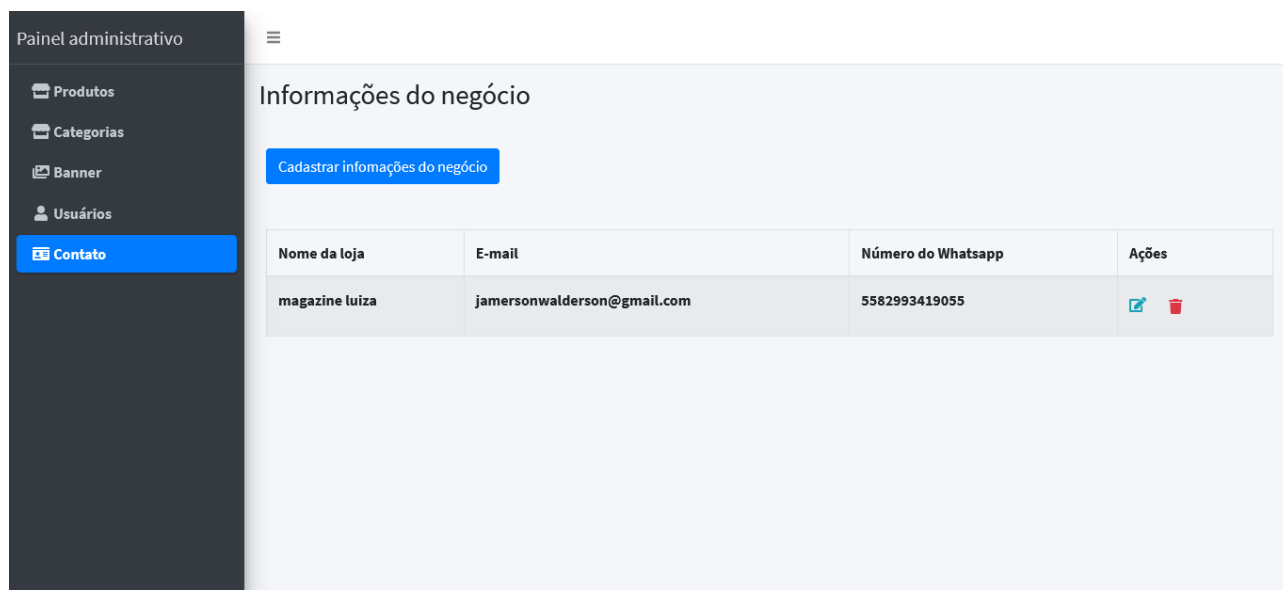 Painel administrativo
Produtos
Categorias
Banner
Usuários
Contato
Informações do negócio
Cadastrar infomações do negócio
Nome da loja E-mail Número do Whatsapp Ações
magazine luiza jamersonwalderson@gmail.com 5582993419055